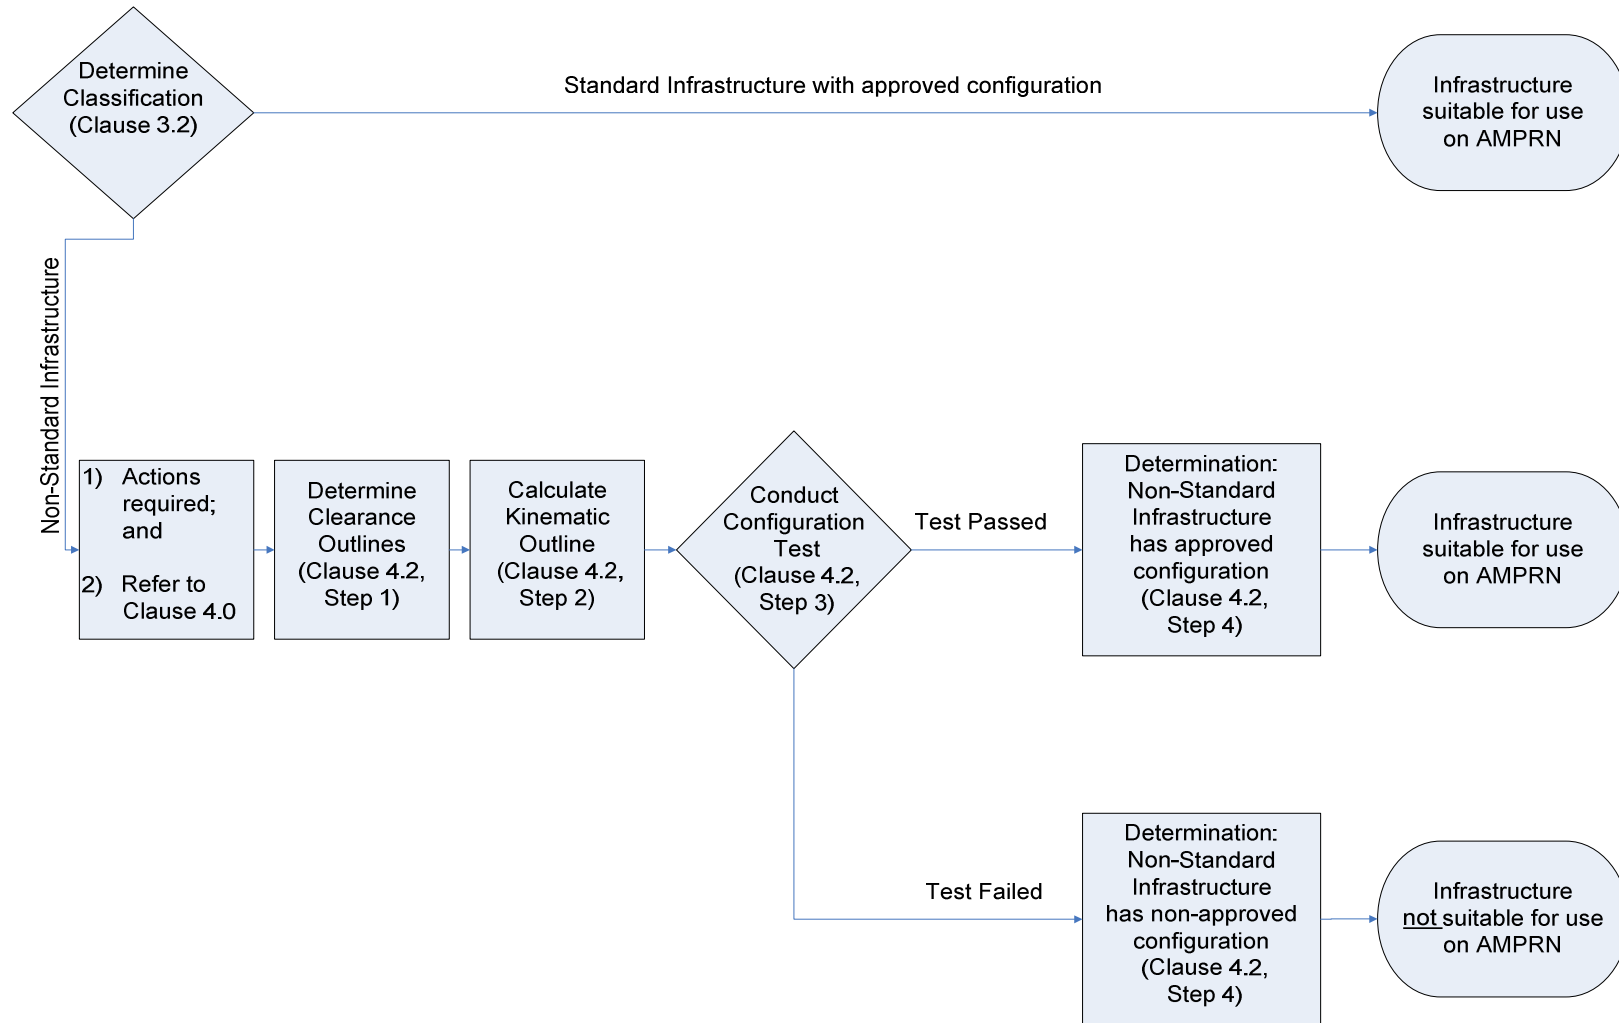 Determine
Classification
(Clause 3.2)
Standard Infrastructure with approved configuration
Infrastructure
suitable for use
on AMPRN
Non-Standard Infrastructure
1) Actions
required;
and
2) Refer to
Clause 4.0
Determine
Clearance
Outlines
(Clause 4.2,
Step 1)
Calculate
Kinematic
Outline
(Clause 4.2,
Step 2)
Conduct
Configuration
Test
(Clause 4.2,
Step 3)
Test Passed
Determination:
Non-Standard
Infrastructure
has approved
configuration
(Clause 4.2,
Step 4)
Infrastructure
suitable for use
on AMPRN
Test Failed
Determination:
Non-Standard
Infrastructure
has non-approved
configuration
(Clause 4.2,
Step 4)
Infrastructure
not suitable for use
on AMPRN